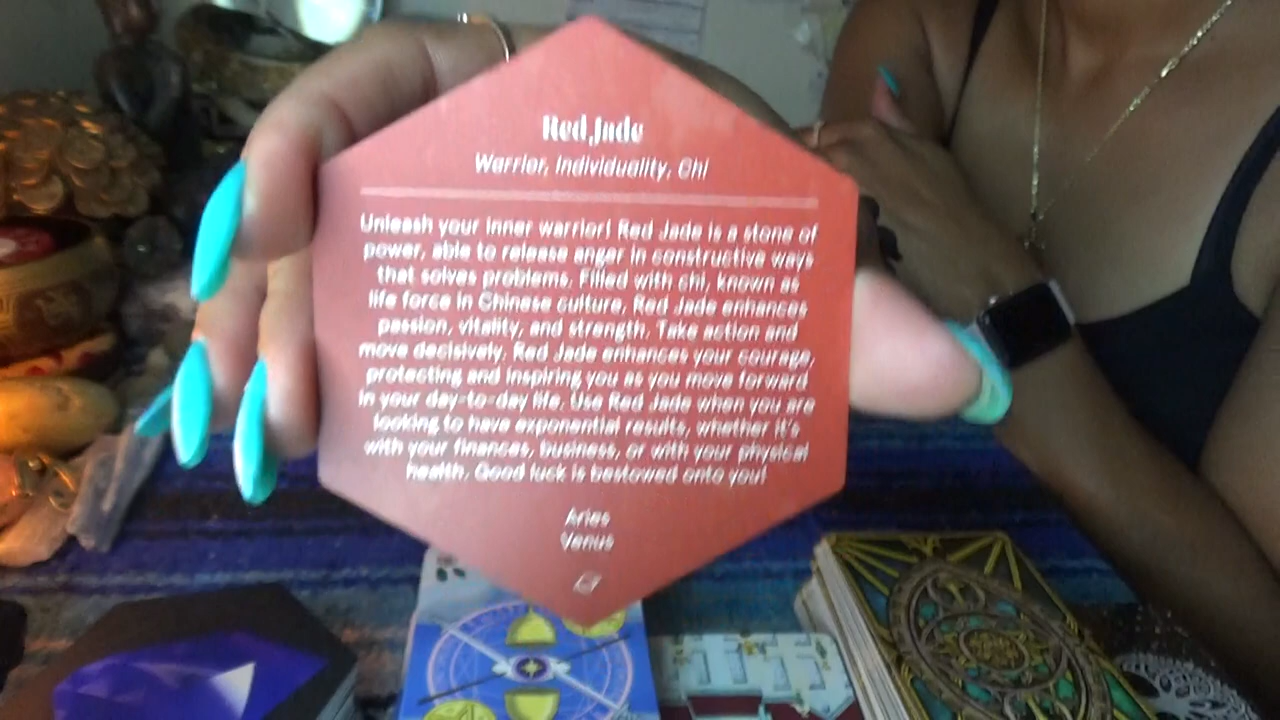 Red Jade
Warrior, Individuality, Chi
Unleash your inner warrior! Red Jade is a stone of
power, able to release anger in constructive ways
that solves problems. Filled with chi, known as
life force in Chinese culture, Red Jade enhances
passion, vitality, and strength. Take action and
move decisively. Red Jade enhances your courage,
protecting and inspiring you as you move forward
in your day-to-day life. Use Red Jade when you are
looking to have exponential results, whether it's
with your finances, business, or with your physical
health. Good luck is bestowed onto you!
Aries
Venus